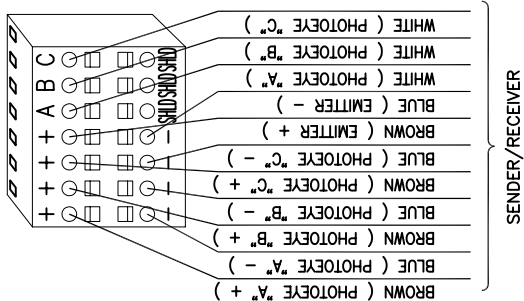 WHITE ( PHOTOEYE "C" )
WHITE ( PHOTOEYE "B" )
WHITE ( PHOTOEYE "A" )
BLUE ( EMITTER - )
BROWN ( EMITTER + )
BLUE ( PHOTOEYE "C" - )
BROWN ( PHOTOEYE "C" + )
BLUE ( PHOTOEYE "B" - )
BROWN ( PHOTOEYE "B" + )
BLUE ( PHOTOEYE "A" - )
BROWN ( PHOTOEYE "A" + )
SENDER/RECEIVER
C SHLD
B SHLD
A SHLD
+ -
+ -
+ -
+ -